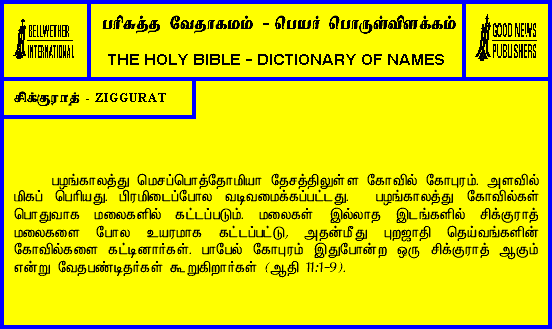 BELLWETHER
INTERNATIONAL
பரிசுத்த வேதாகமம் - பெயர் பொருள்விளக்கம்
THE HOLY BIBLE - DICTIONARY OF NAMES
GOOD NEWS
PUBLISHERS
சிக்குராத் - ZIGGURAT
பழங்காலத்து மெசப்பொத்தோமியா தேசத்திலுள்ள கோவில் கோபுரம். அளவில்
மிகப் பெரியது. பிரமிடைப்போல வடிவமைக்கப்பட்டது. பழங்காலத்து கோவில்கள்
பொதுவாக மலைகளில் கட்டப்படும். மலைகள் இல்லாத இடங்களில் சிக்குராத்
மலைகளை போல உயரமாக கட்டப்பட்டு, அதன்மீது புறஜாதி தெய்வங்களின்
கோவில்களை கட்டினார்கள். பாபேல் கோபுரம் இதுபோன்ற ஒரு சிக்குராத் ஆகும்
என்று வேதபண்டிதர்கள் கூறுகிறார்கள் (ஆதி 11:1-9).